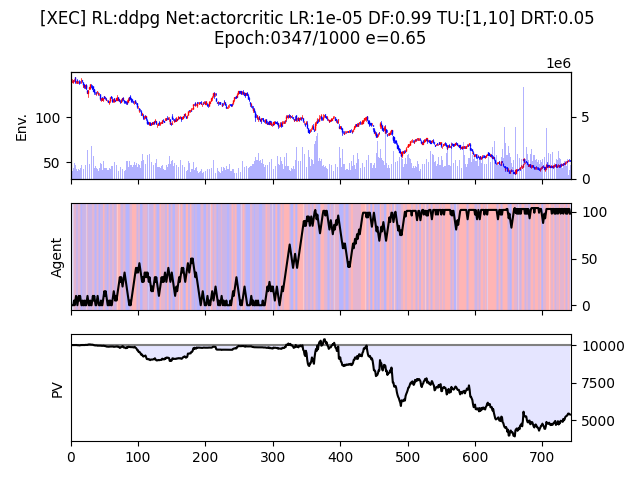 [XEC] RL:ddpg Net:actorcritic LR:1e-05 DF:0.99 TU:[1,10] DRT:0.05
Epoch:0347/1000 e=0.65
1e6
Env.
100
50
5
0
Agent
100
50
0
PV
10000
7500
5000
0 100 200 300 400 500 600 700